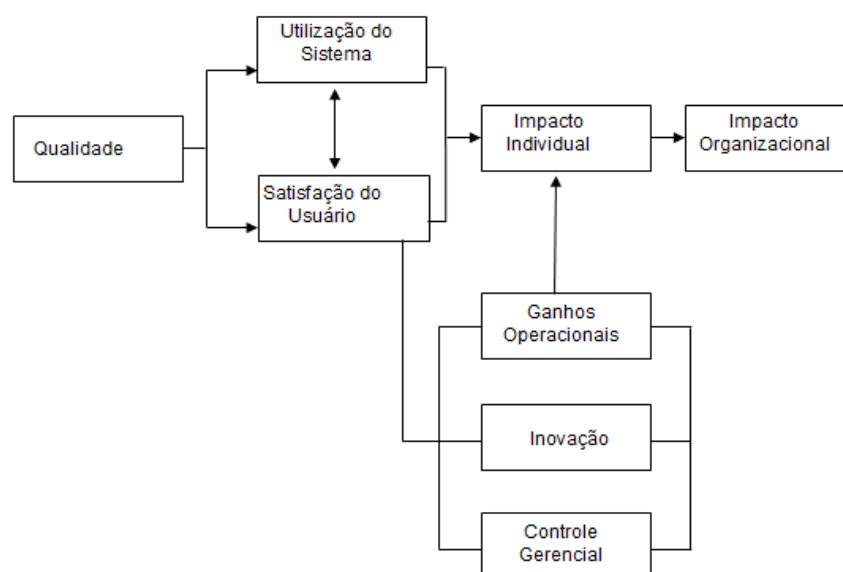 Utilização do
Sistema
Qualidade
Satisfação do
Usuário
Impacto
Individual
Impacto
Organizacional
Ganhos
Operacionais
Inovação
Controle
Gerencial